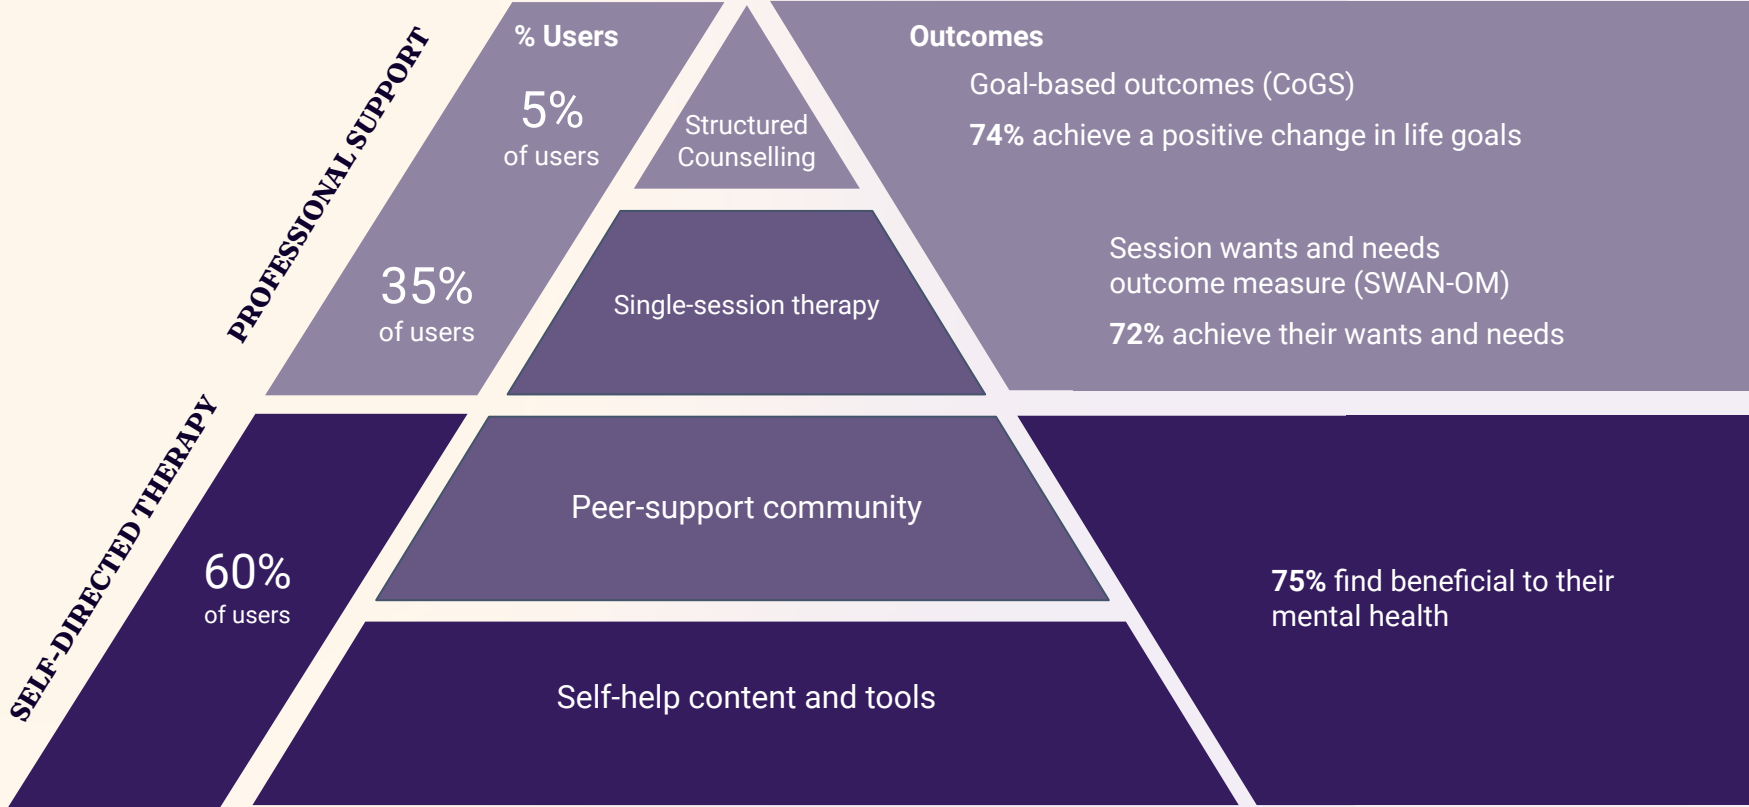 PROFESSIONAL SUPPORT
% Users
5%
of users
35%
of users
Structured
Counselling
Single-session therapy
Outcomes
Goal-based outcomes (CoGS)
74% achieve a positive change in life goals
Session wants and needs
outcome measure (SWAN-OM)
72% achieve their wants and needs
SELF-DIRECTED THERAPY
60%
of users
Peer-support community
Self-help content and tools
75% find beneficial to their
mental health